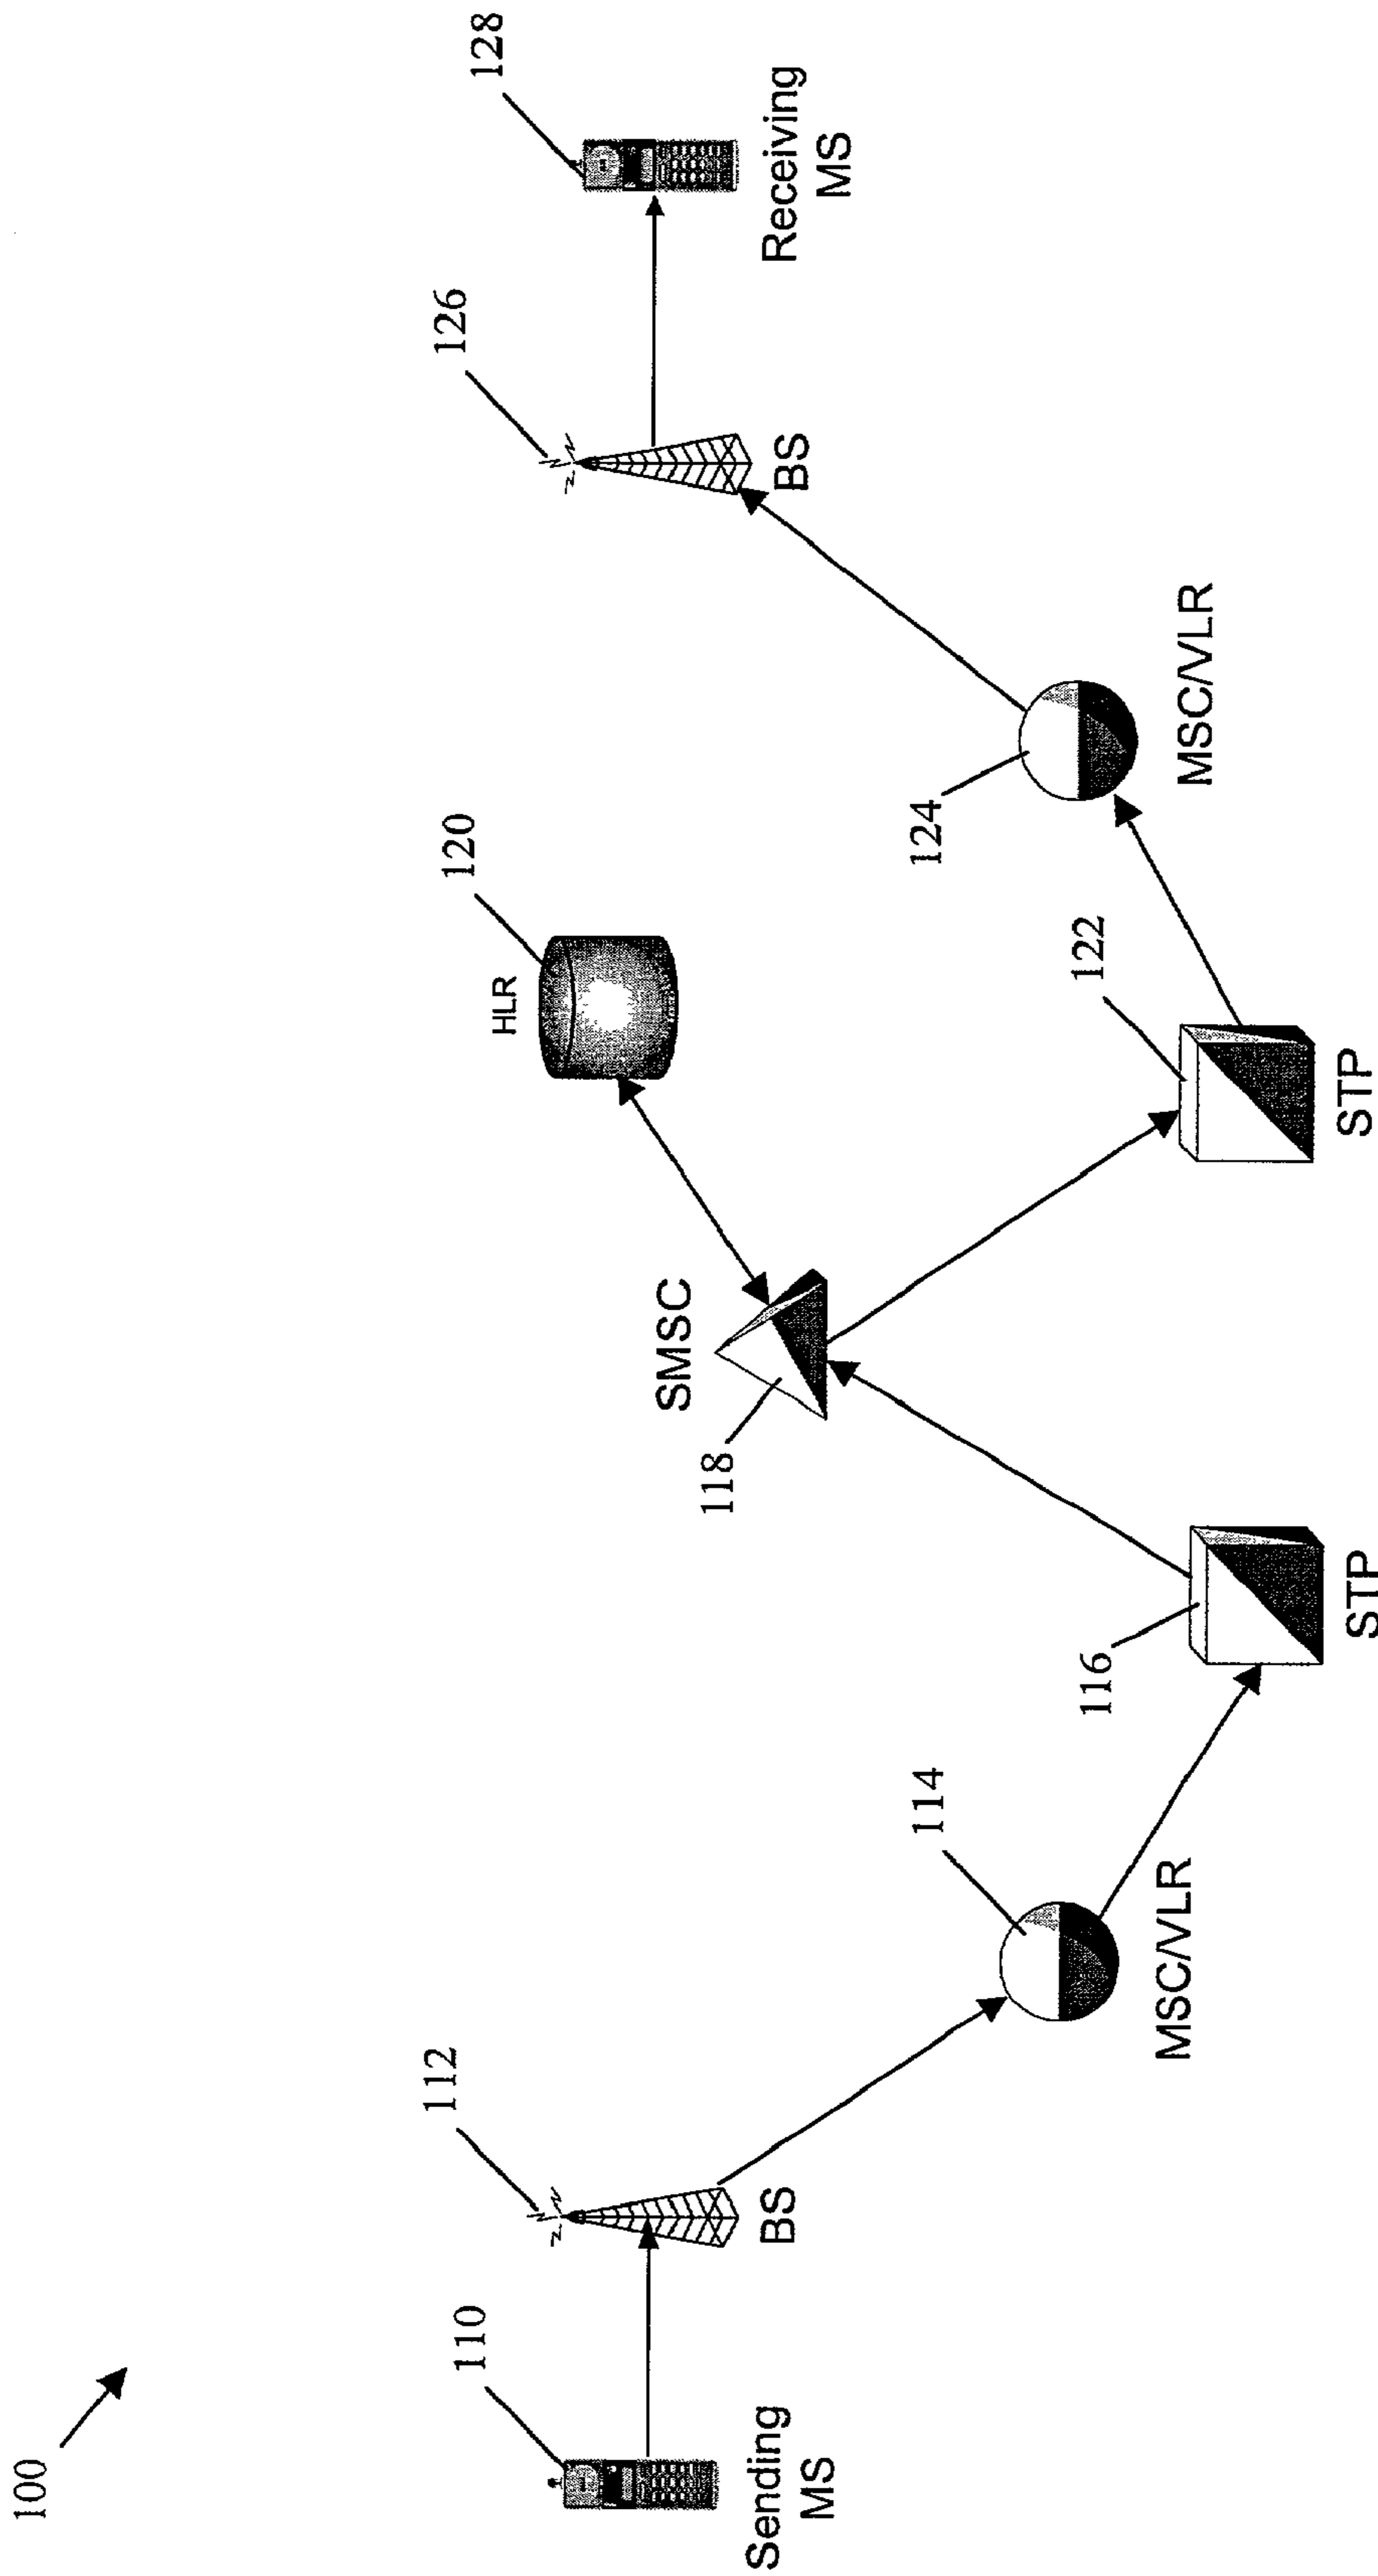 100
110
Sending
MS
112
BS
114
MSC/VLR
116
STP
118
SMSC
120
HLR
122
STP
124
MSC/VLR
126
BS
128
Receiving
MS